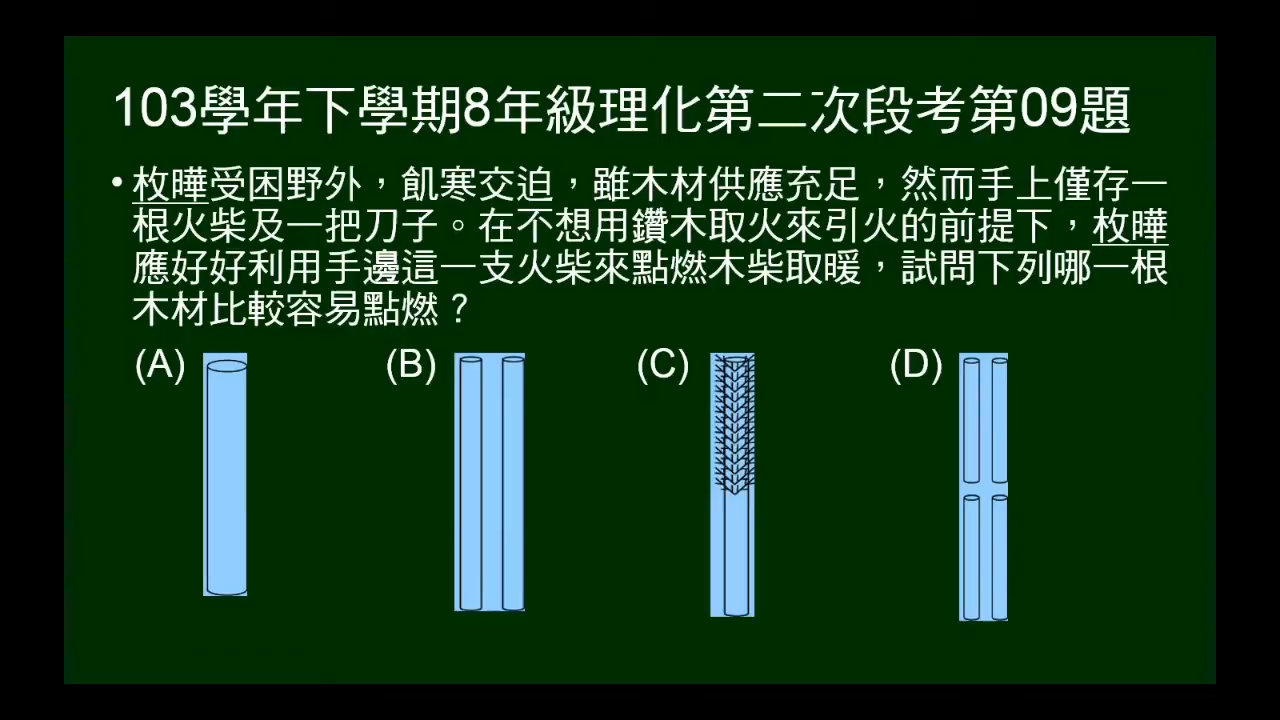 103學年下學期8年級理化第二次段考第09題
• 枚曄受困野外，飢寒交迫，雖木材供應充足，然而手上僅存一
根火柴及一把刀子。在不想用鑽木取火來引火的前提下，枚曄
應好好利用手邊這一支火柴來點燃木柴取暖，試問下列哪一根
木材比較容易點燃？
(A) (B) (C) (D)